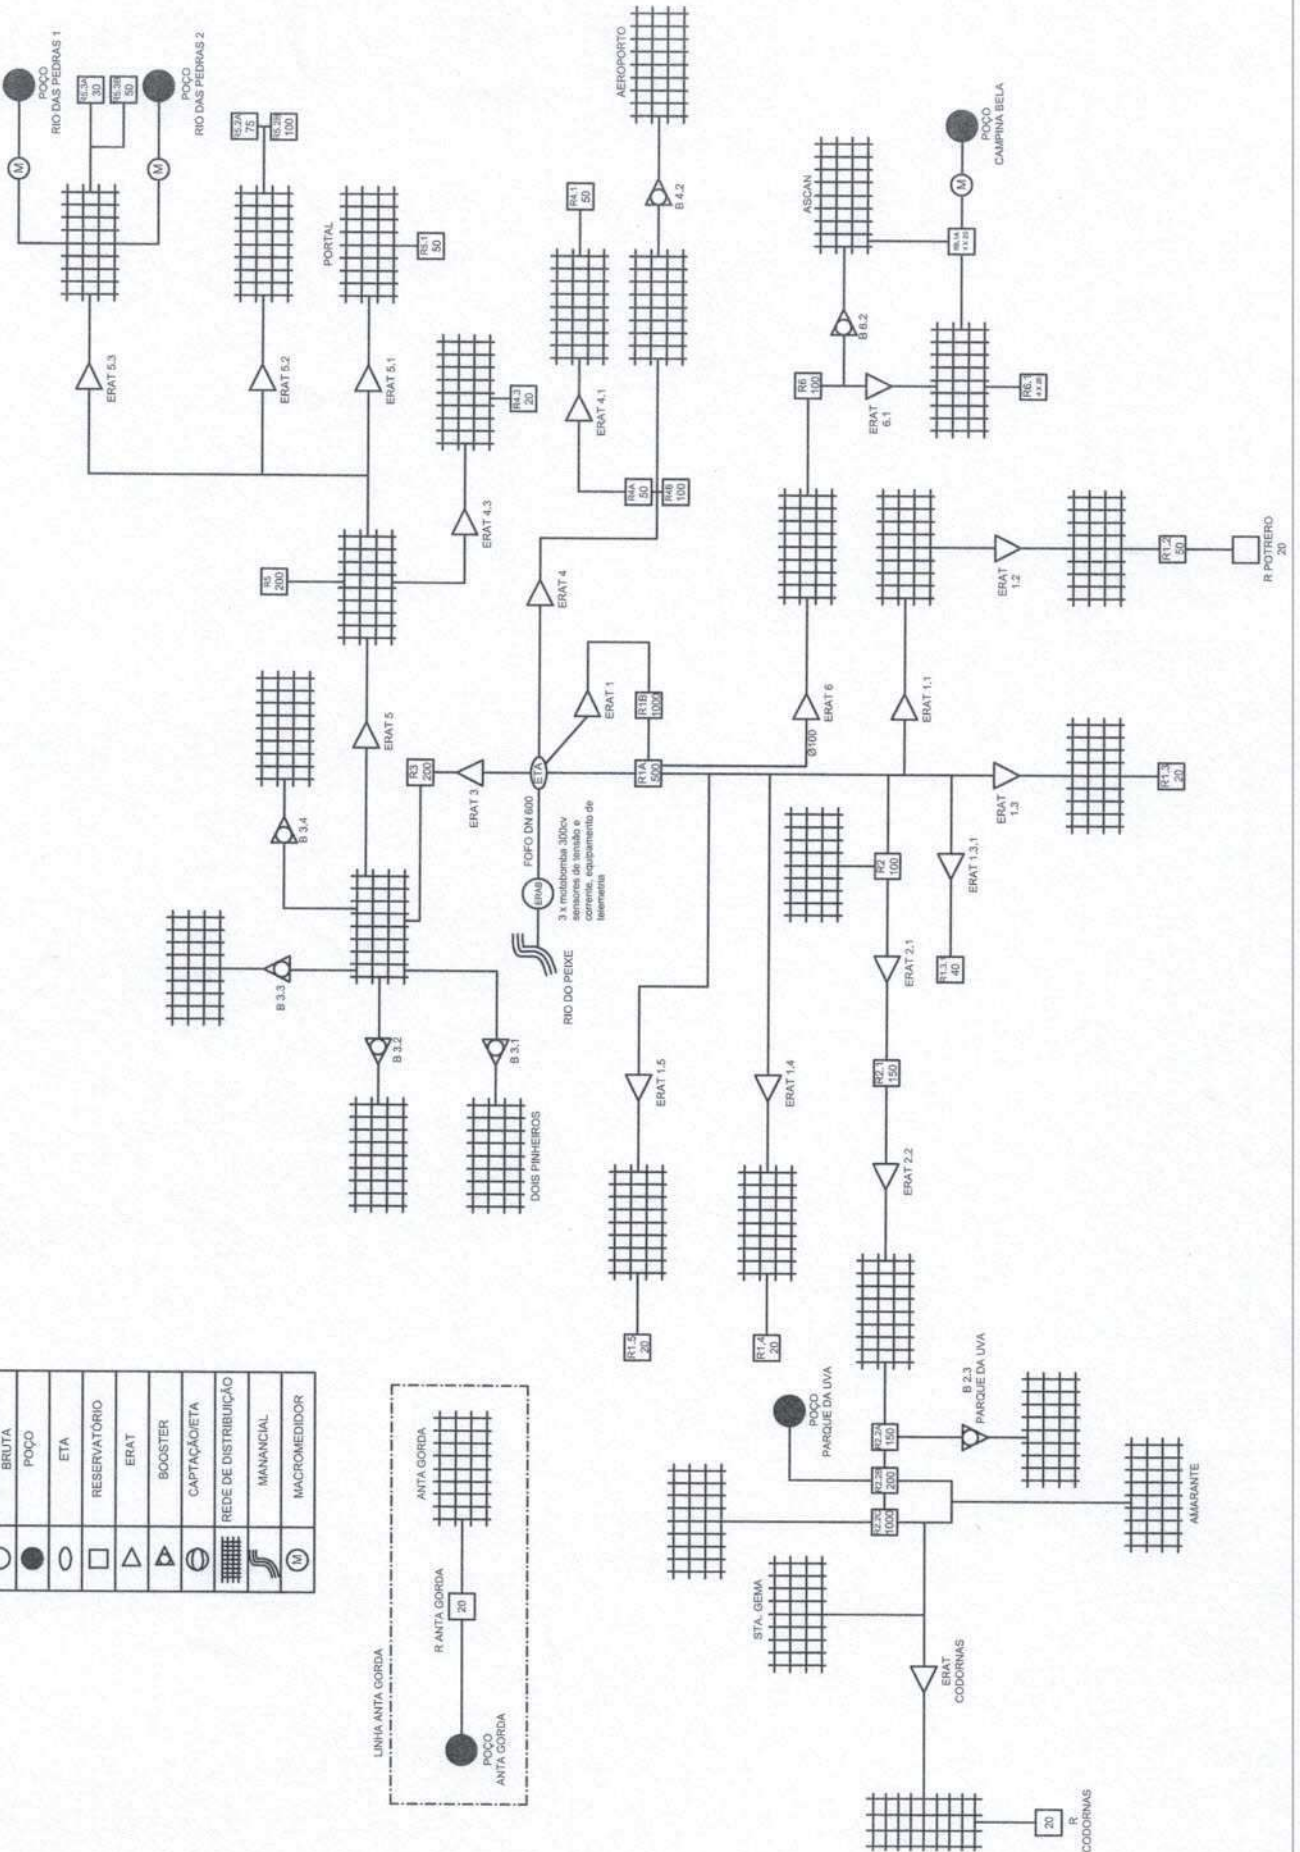 BRUTA
POÇO
ETA
RESERVATÓRIO
ERAT
BOOSTER
CAPTAÇÃO/ETA
REDE DE DISTRIBUIÇÃO
MANANCIAL
M
MACROMEDIDOR
LINHA ANTA GORDA
POÇO
ANTA GORDA
R ANTA GORDA
20
ANTA GORDA
M
POÇO
RIO DAS PEDRAS 1
R5.3A
30
R5.3B
50
M
POÇO
RIO DAS PEDRAS 2
ERAT 5.3
R5.2A
75
R5.2B
100
ERAT 5.2
PORTAL
R5.1
50
ERAT 5.1
R5
200
ERAT 4.3
R4.3
20
ERAT 5
B 3.4
B 3.3
B 3.2
B 3.1
DOIS PINHEIROS
R3
200
ERAT 3
ETA
FOFO DN 600
ERAB
3 x motobomba 300cv
sensores de tensão e
corrente, equipamento de
telemetria
RIO DO PEIXE
ERAT 4
ERAT 1
R1B
1000
R1A
500
R4A
50
R4B
100
ERAT 4.1
R4.1
50
B 4.2
AEROPORTO
ERAT 1.5
R1.5
20
ERAT 1.4
R1.4
20
Ø100
ERAT 6
R6
100
B 6.2
ASCAN
ERAT
6.1
R6.1
M
POÇO
CAMPINA BELA
ERAT 1.1
ERAT
1.2
R1.2
50
R POTRERO
20
ERAT
1.3
R1.3
20
ERAT 1.3.1
R1.3.1
40
R2
100
ERAT 2.1
R2.1
150
ERAT 2.2
R2.2A
150
R2.2B
200
R2.2C
1000
POÇO
PARQUE DA UVA
B 2.3
PARQUE DA UVA
AMARANTE
STA. GEMA
ERAT
CODORNAS
20
R
CODORNAS